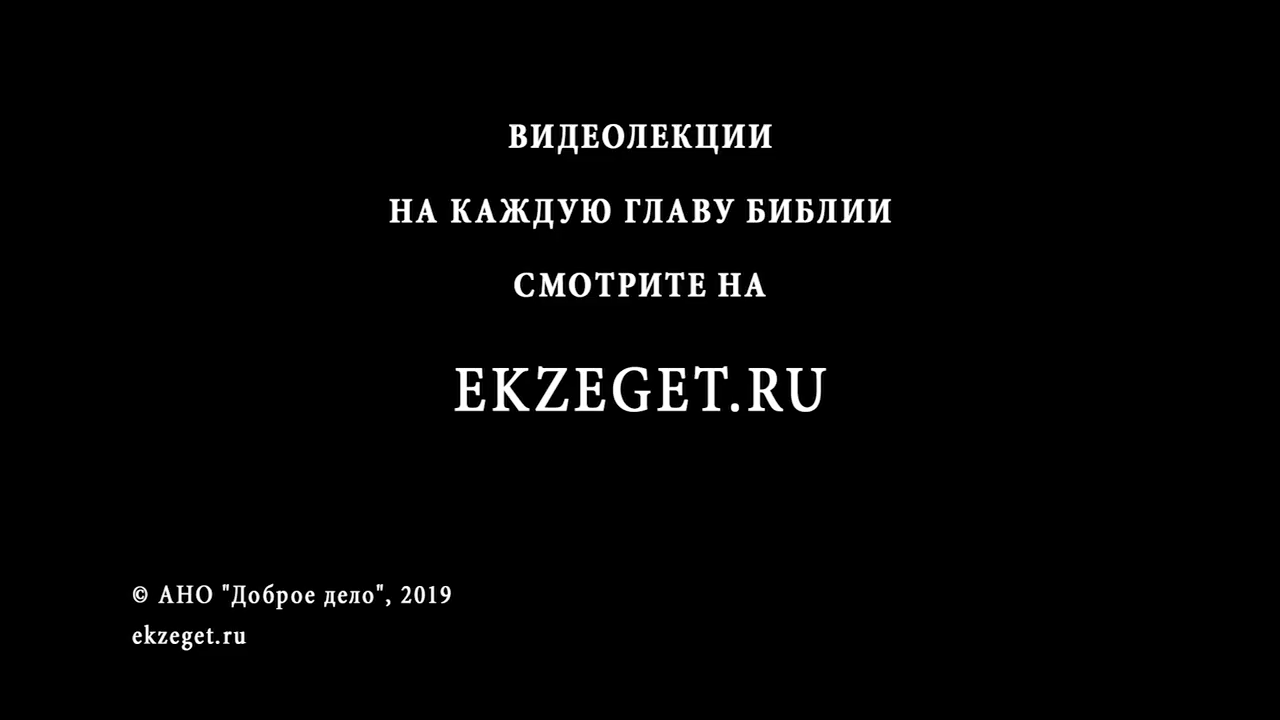 ВИДЕОЛЕКЦИИ
НА КАЖДУЮ ГЛАВУ БИБЛИИ
СМОТРИТЕ НА
EKZEGET.RU
© АНО "Доброе дело", 2019
ekzeget.ru